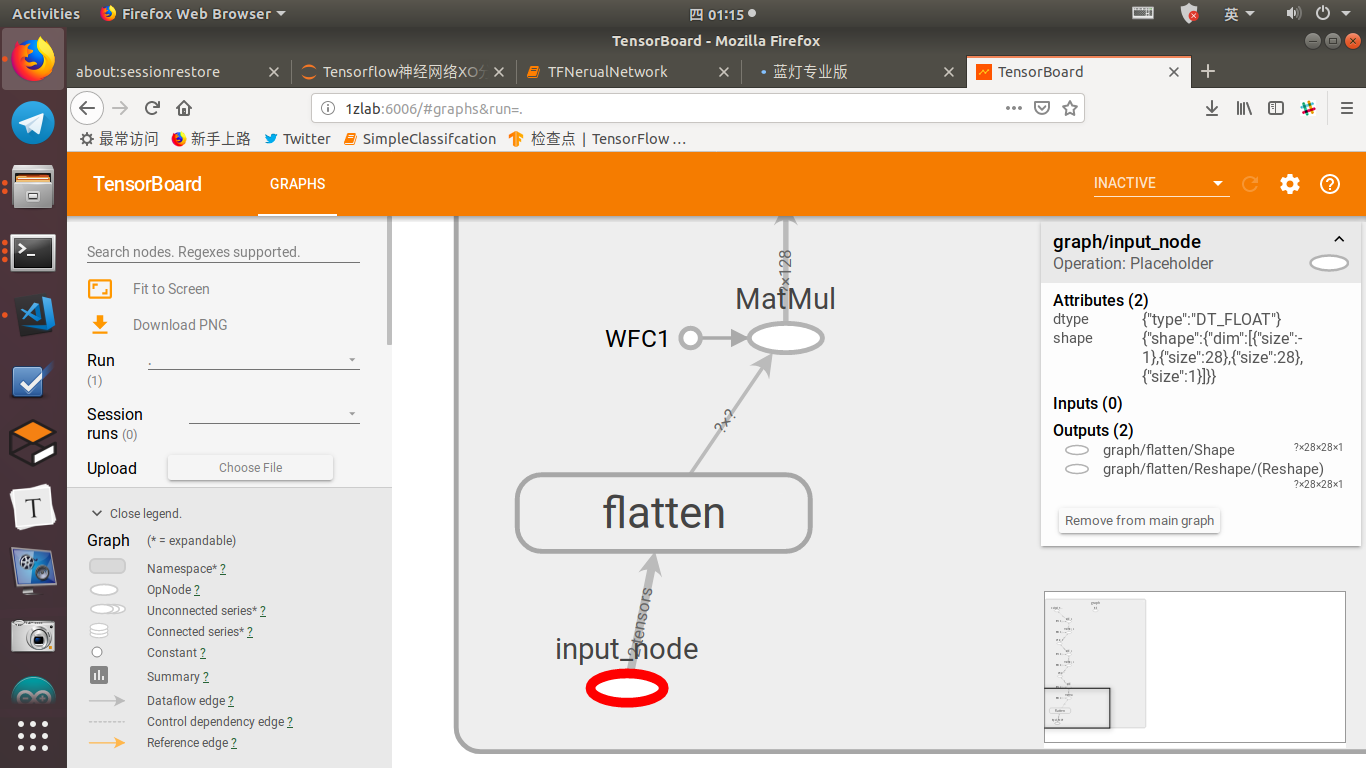 Activities
Firefox Web Browser
四 01:15
英
TensorBoard - Mozilla Firefox
about:sessionrestore
Tensorflow神经网络XO
TFNerualNetwork
蓝灯专业版
TensorBoard
1zlab:6006/#graphs&run=.
最常访问
新手上路
Twitter
SimpleClassifcation
检查点 | TensorFlow …
TensorBoard
GRAPHS
INACTIVE
Search nodes. Regexes supported.
Fit to Screen
Download PNG
Run
(1)
.
Session
runs (0)
Upload
Choose File
Close legend.
Graph
(* = expandable)
Namespace* ?
OpNode ?
Unconnected series* ?
Connected series* ?
Constant ?
Summary ?
Dataflow edge ?
Control dependency edge ?
Reference edge ?
?×128
MatMul
WFC1
?×?
flatten
2 tensors
input_node
graph/input_node
Operation: Placeholder
Attributes (2)
dtype
{"type":"DT_FLOAT"}
shape
{"shape":{"dim":[{"size":-
1},{"size":28},{"size":28},
{"size":1}]}}
Inputs (0)
Outputs (2)
graph/flatten/Shape
?×28×28×1
graph/flatten/Reshape/(Reshape)
?×28×28×1
Remove from main graph
graph
flatten